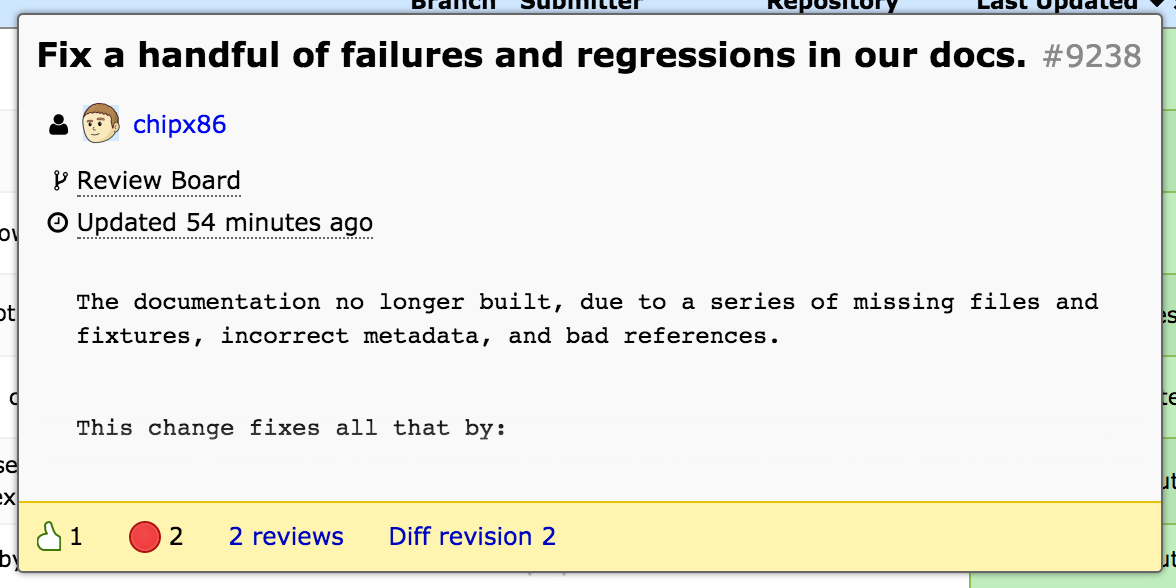 Branch Submitter Repository Last Updated
Fix a handful of failures and regressions in our docs. #9238
chipx86
Review Board
Updated 54 minutes ago
The documentation no longer built, due to a series of missing files and
fixtures, incorrect metadata, and bad references.
This change fixes all that by:
1 2 2 reviews Diff revision 2